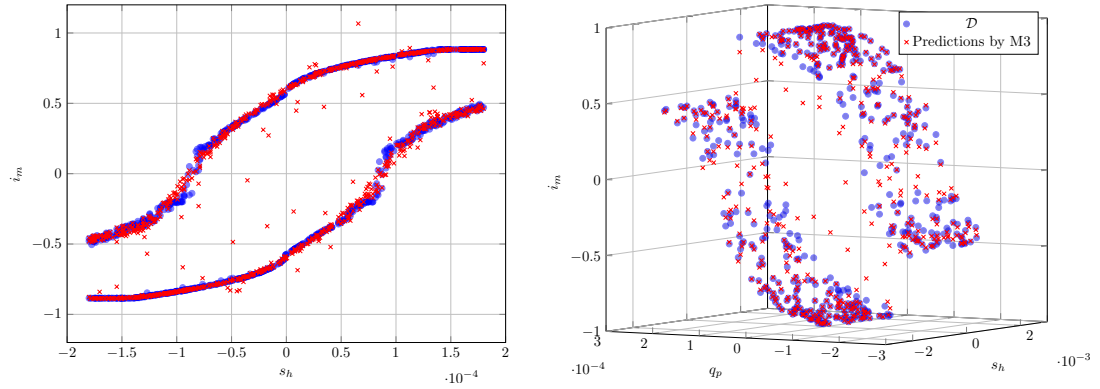 1
0.5
0
−0.5
−1
i_m
−2 −1.5 −1 −0.5 0 0.5 1 1.5 2
s_h
·10⁻⁴
𝒟
Predictions by M3
1
0.5
0
−0.5
−1
i_m
3 2 1 0 −1 −2 −3
·10⁻⁴
q_p
−2 0 2
s_h
·10⁻³